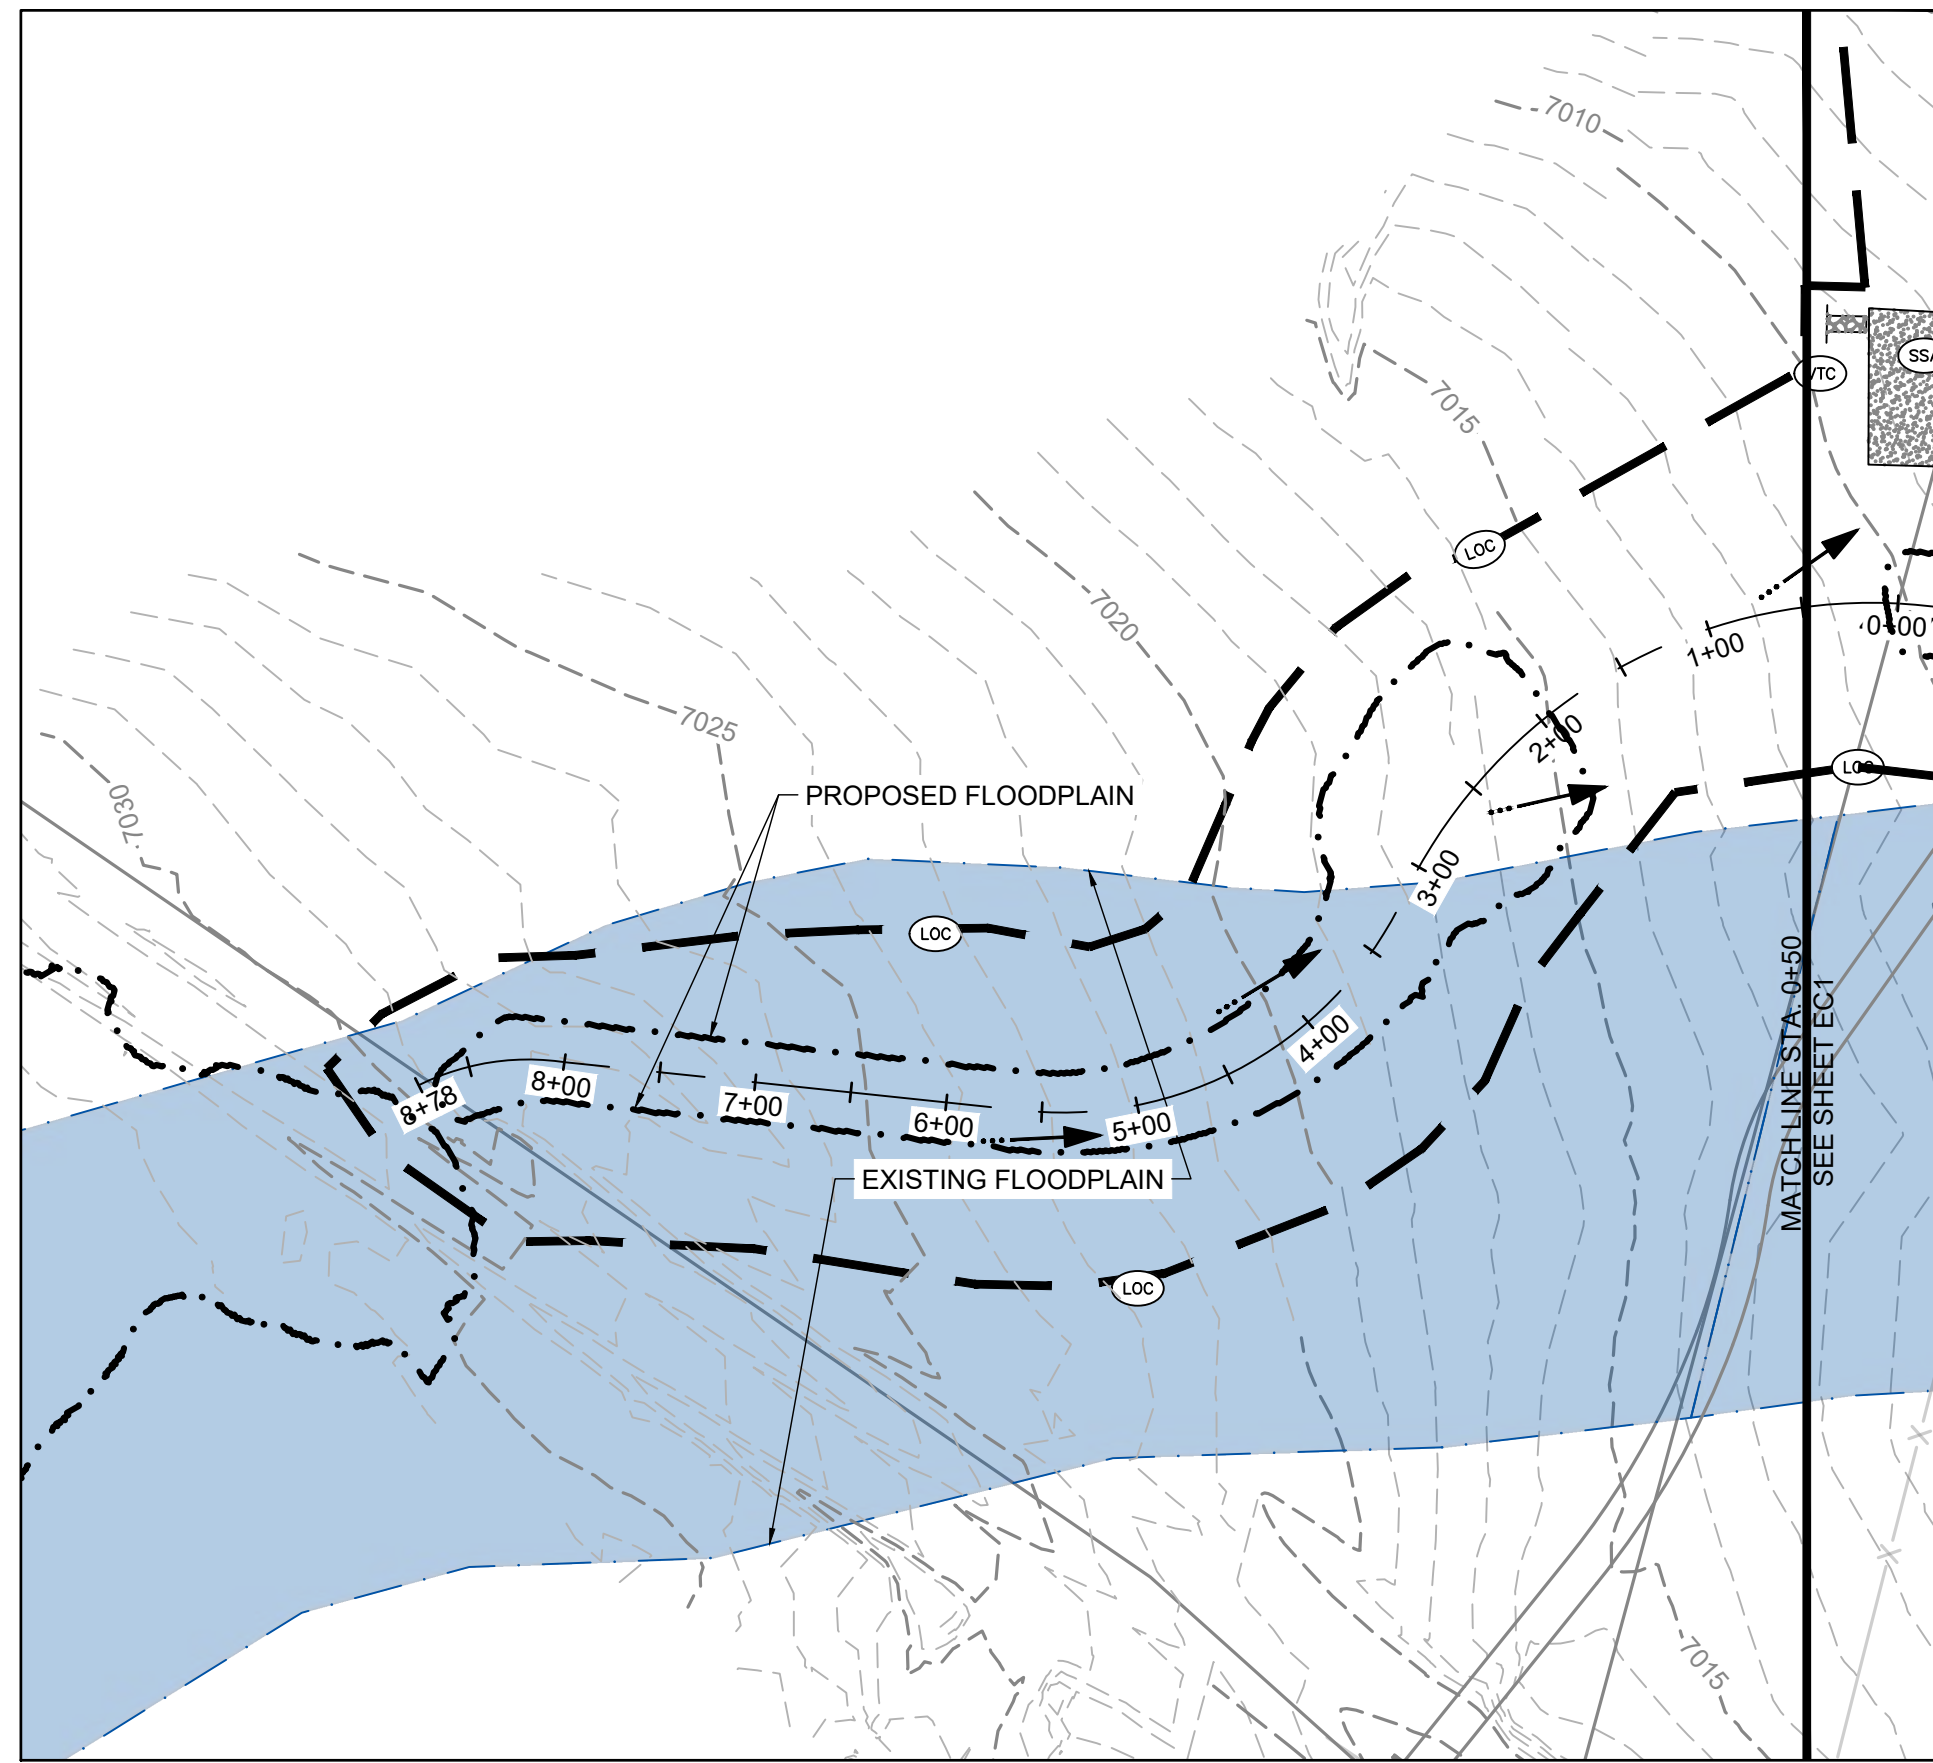 7010
7015
SSA
VTC
LOC
7020
0+00
1+00
7025
2+00
LOC
7030
PROPOSED FLOODPLAIN
3+00
LOC
MATCH LINE STA. 0+50
SEE SHEET EC1
4+00
8+00
8+78
7+00
6+00
5+00
EXISTING FLOODPLAIN
LOC
7015